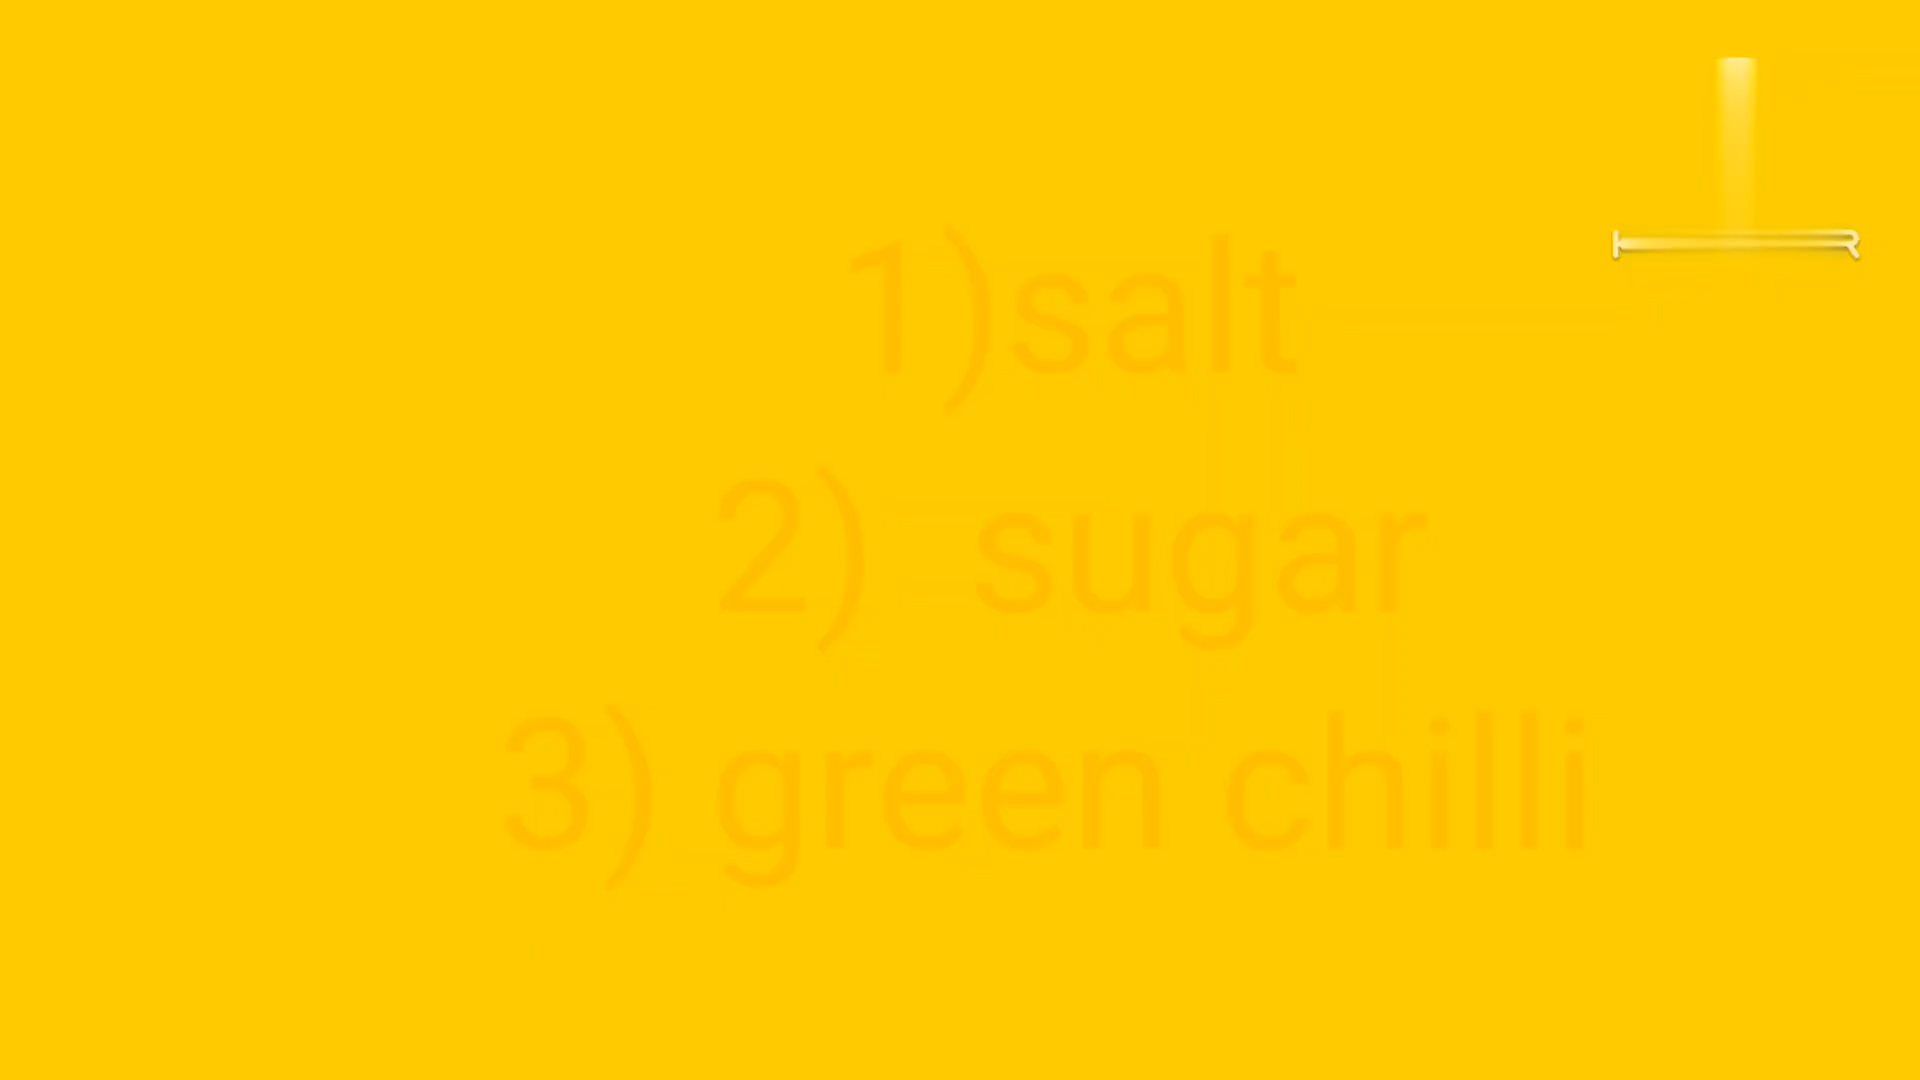 1)salt
2)  sugar
3) green chilli